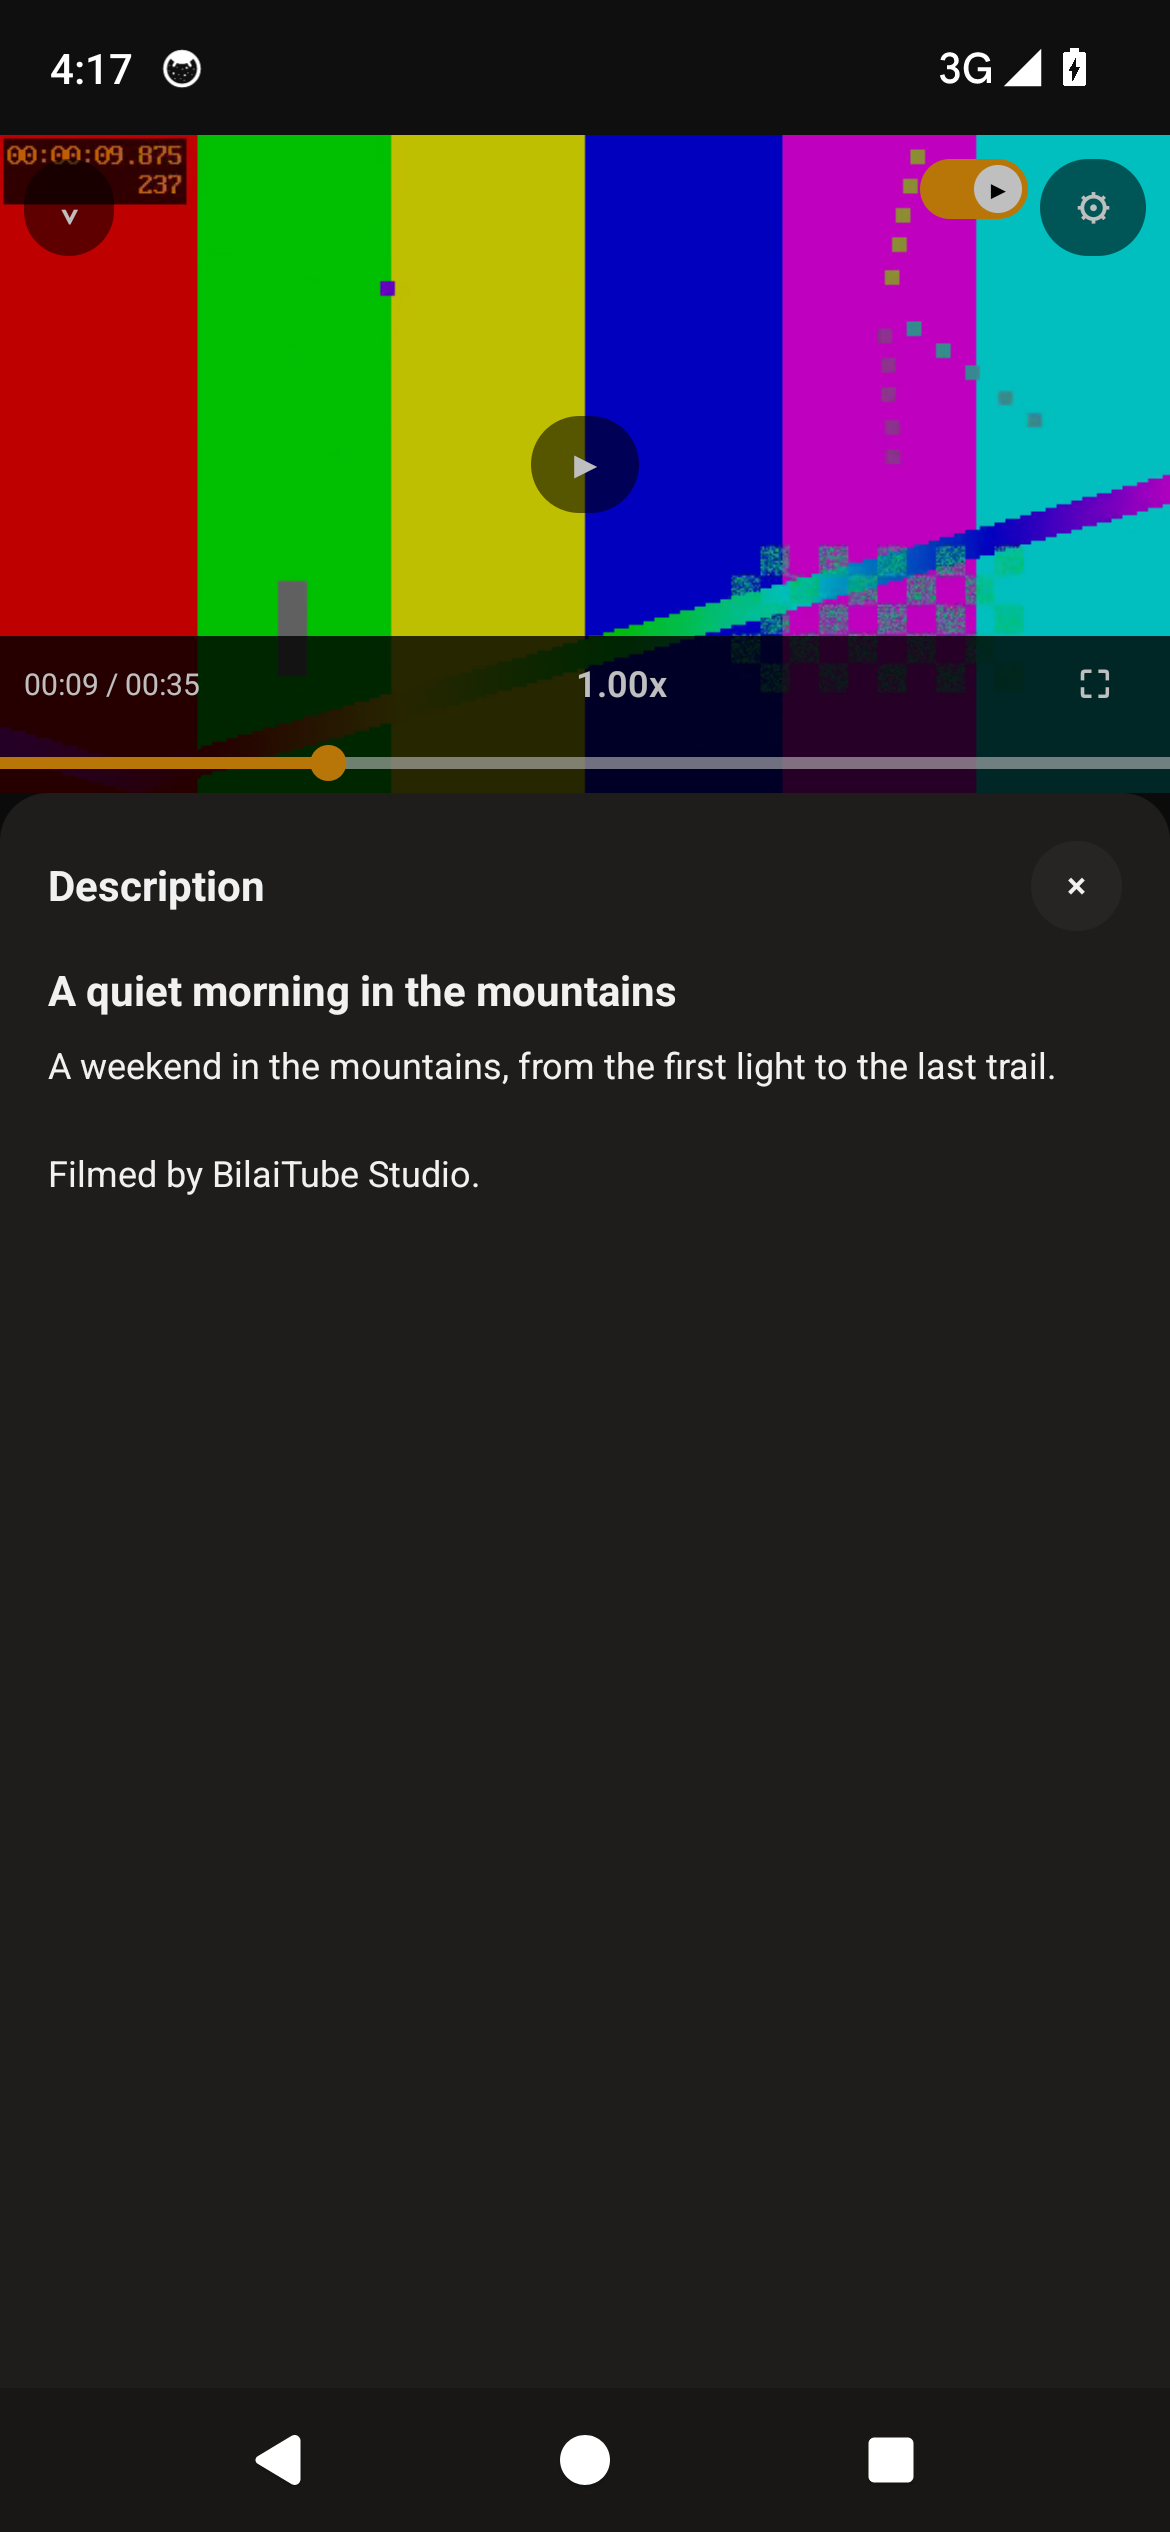 4:17
3G
00:00:09.875
237
00:09 / 00:35
1.00x
Description
A quiet morning in the mountains
A weekend in the mountains, from the first light to the last trail.
Filmed by BilaiTube Studio.